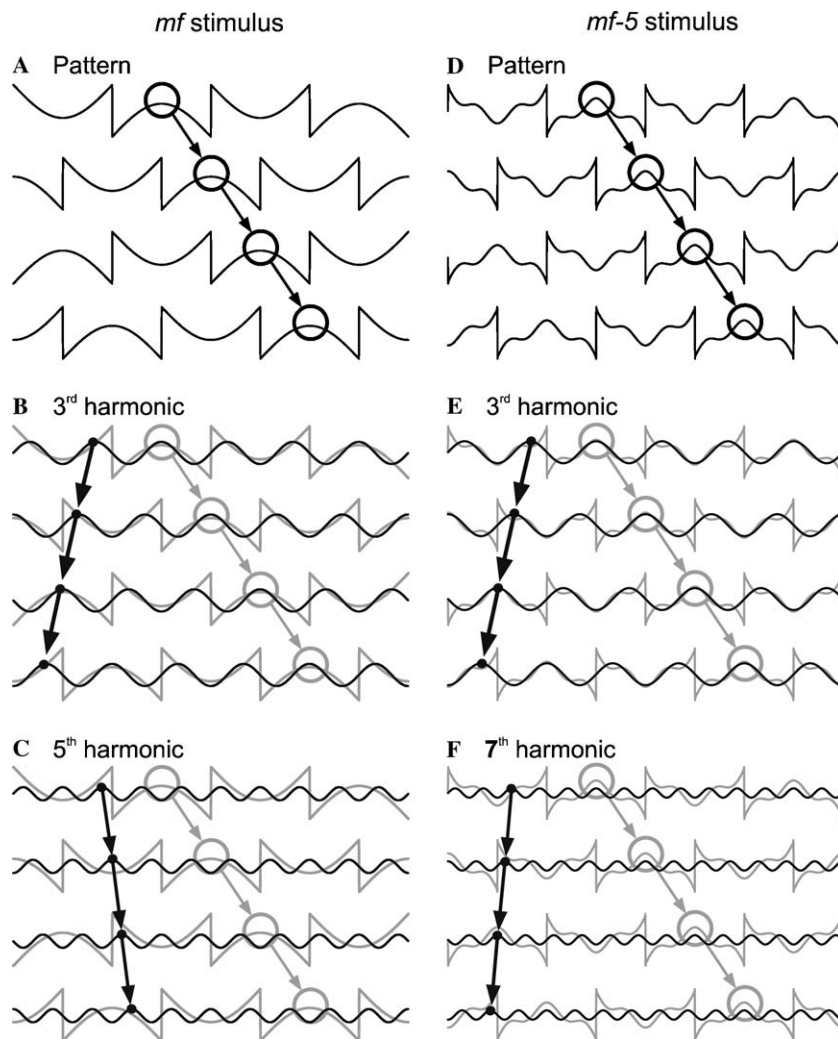 mf stimulus
mf-5 stimulus
A Pattern
D Pattern
B 3rd harmonic
E 3rd harmonic
C 5th harmonic
F 7th harmonic